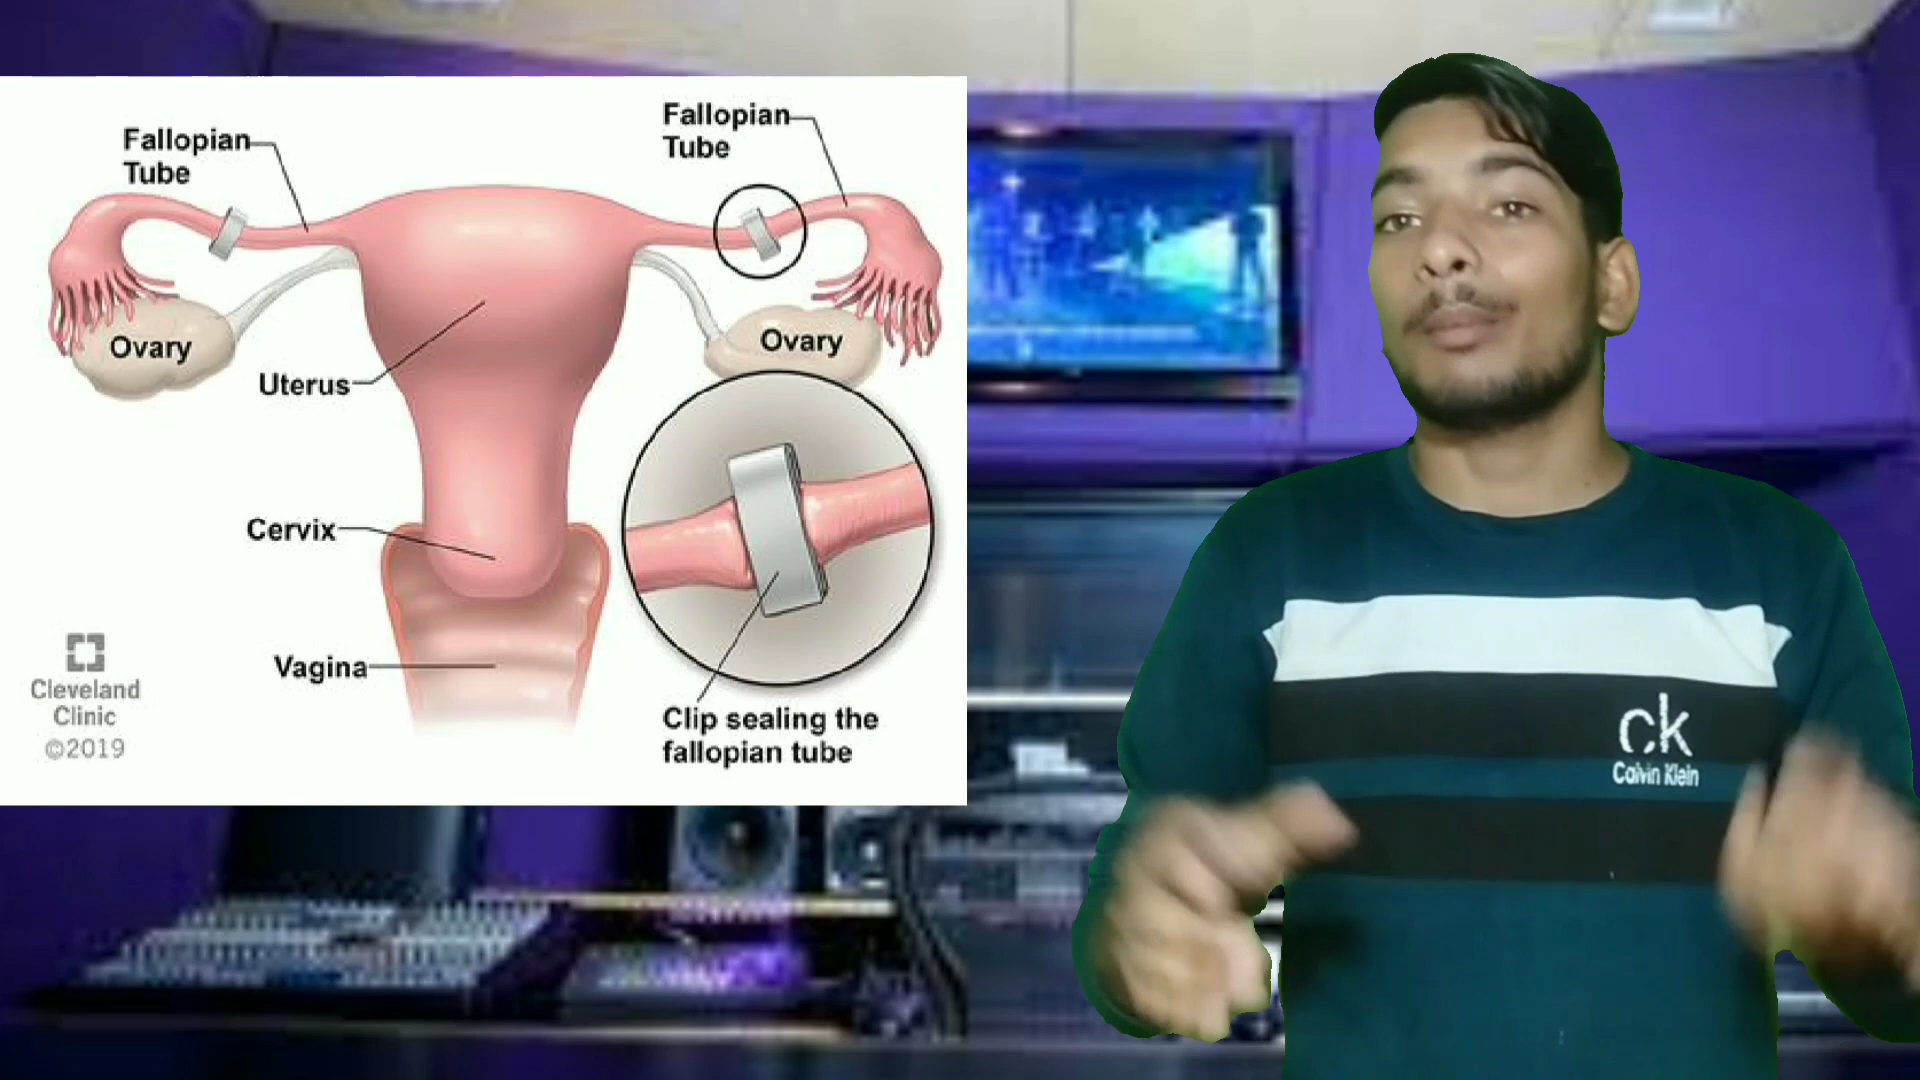 Fallopian
Tube
Fallopian
Tube
Ovary
Ovary
Uterus
Cervix
Vagina
Clip sealing the
fallopian tube
Cleveland
Clinic
©2019
ck
Calvin Klein